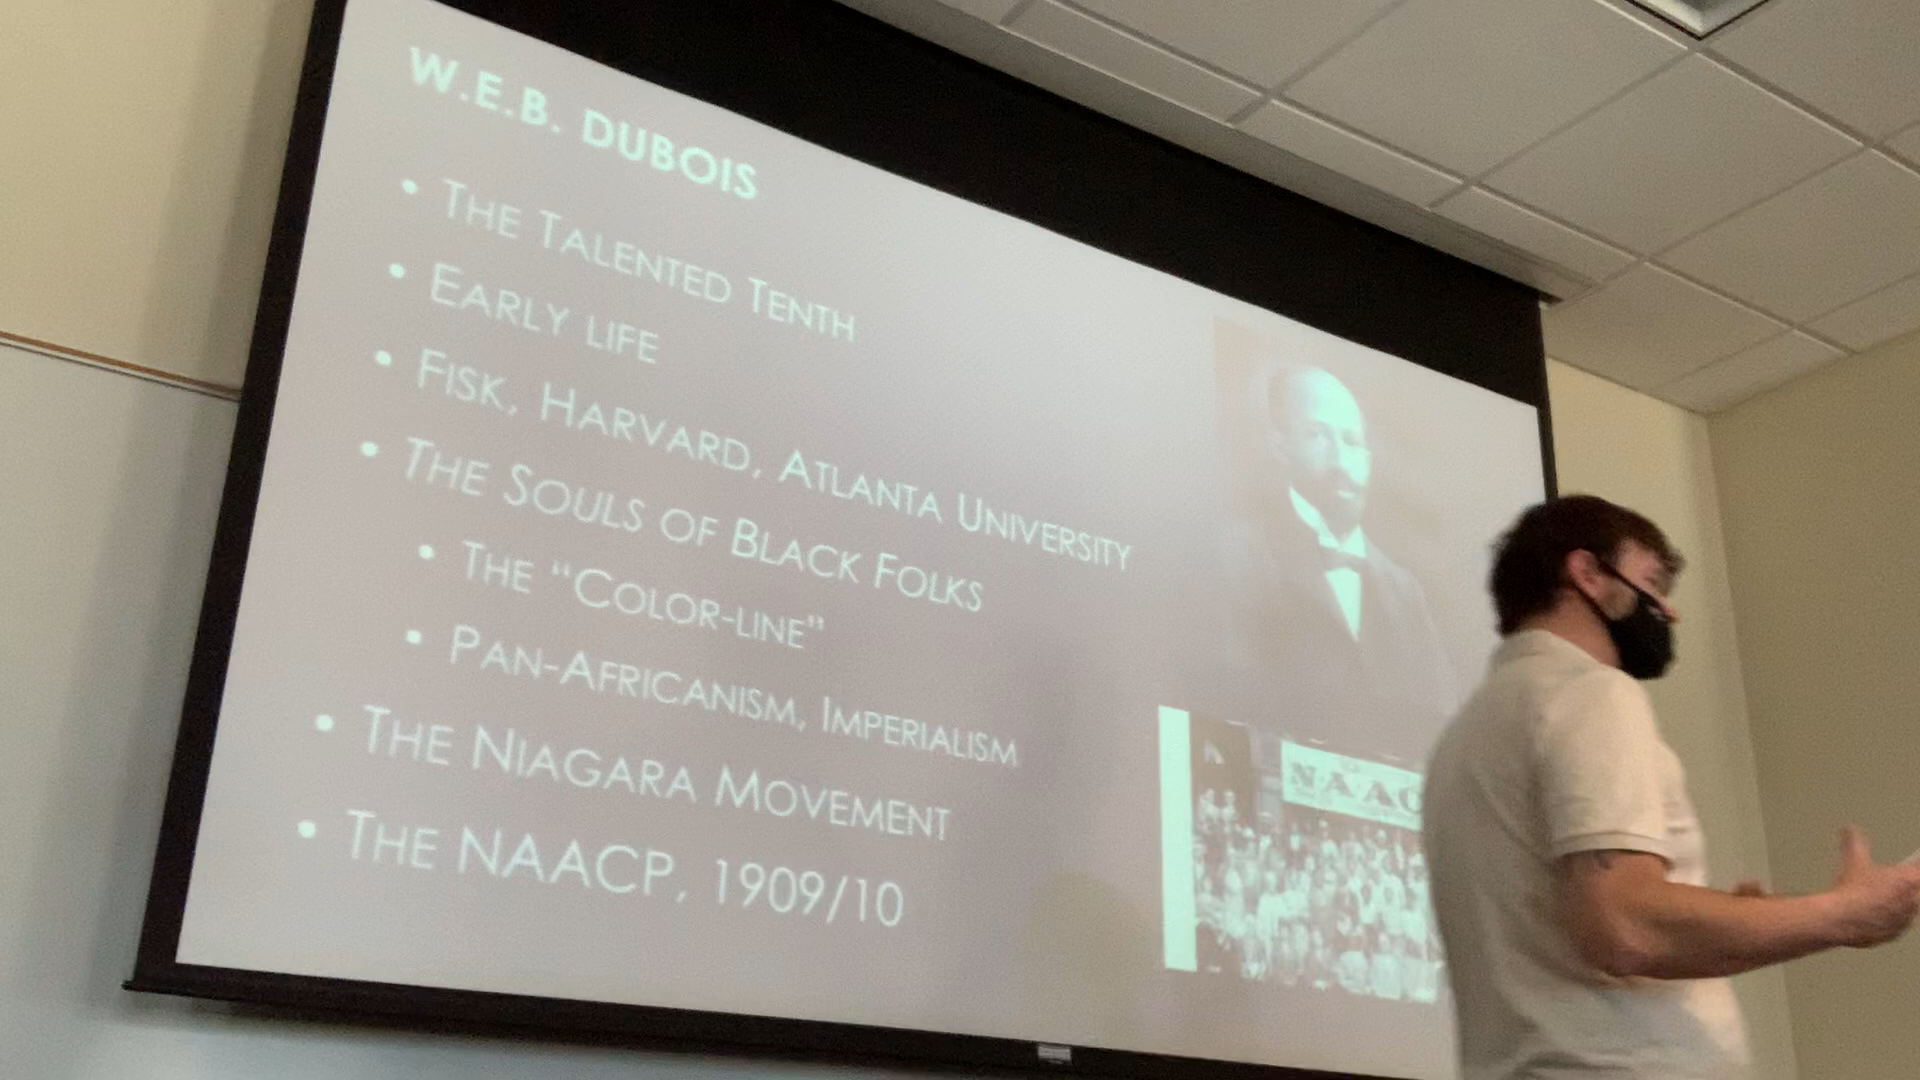 W.E.B. DUBOIS
• THE TALENTED TENTH
• EARLY LIFE
• FISK, HARVARD, ATLANTA UNIVERSITY
• THE SOULS OF BLACK FOLKS
• THE "COLOR-LINE"
• PAN-AFRICANISM, IMPERIALISM
• THE NIAGARA MOVEMENT
• THE NAACP, 1909/10
N·A·A·C